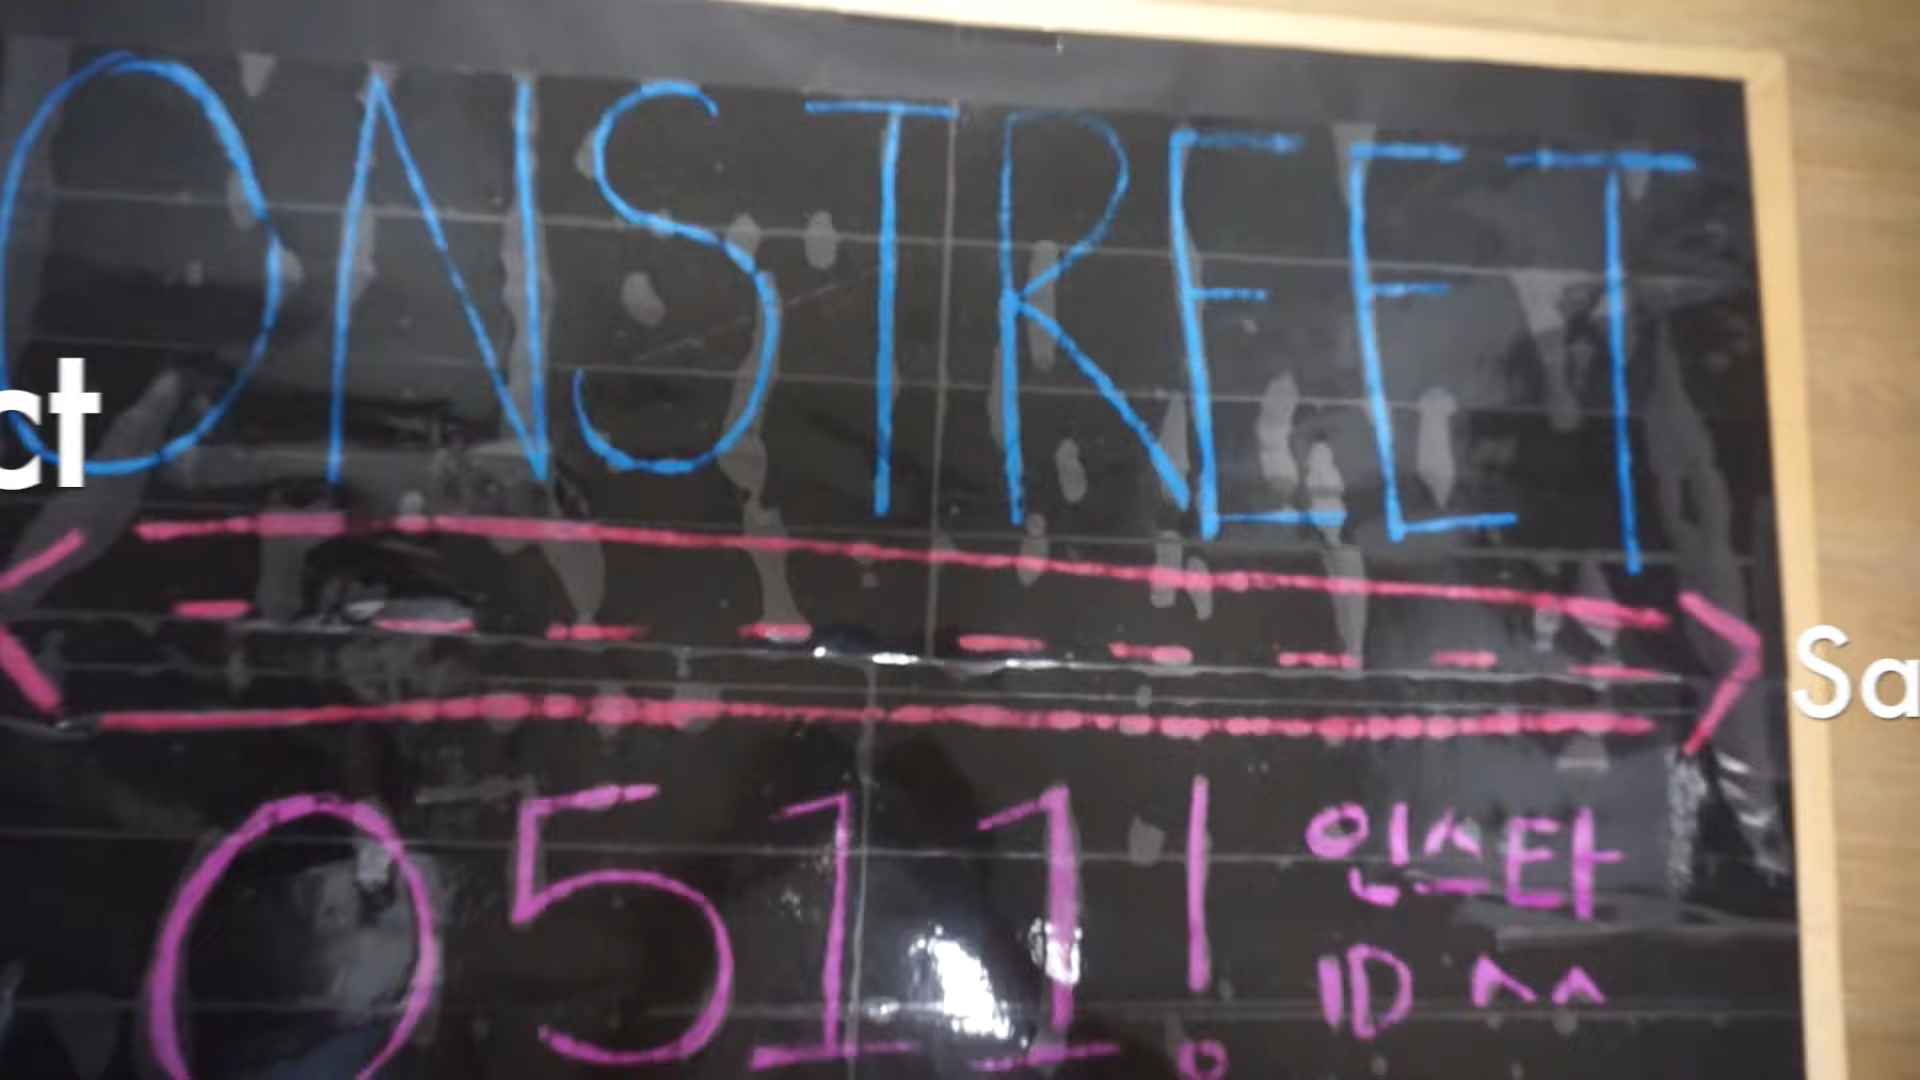 ONSTREET
ct
Sa
0511!
인스타
ID ^^